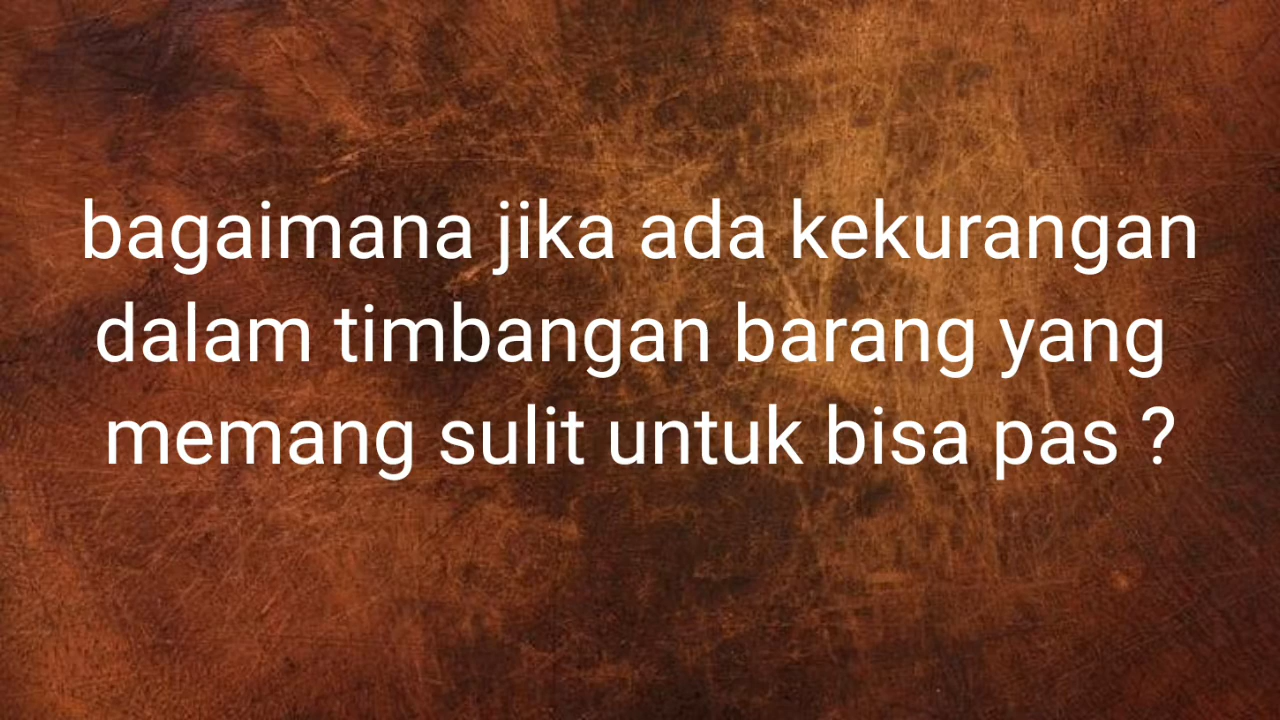 bagaimana jika ada kekurangan
dalam timbangan barang yang
memang sulit untuk bisa pas ?